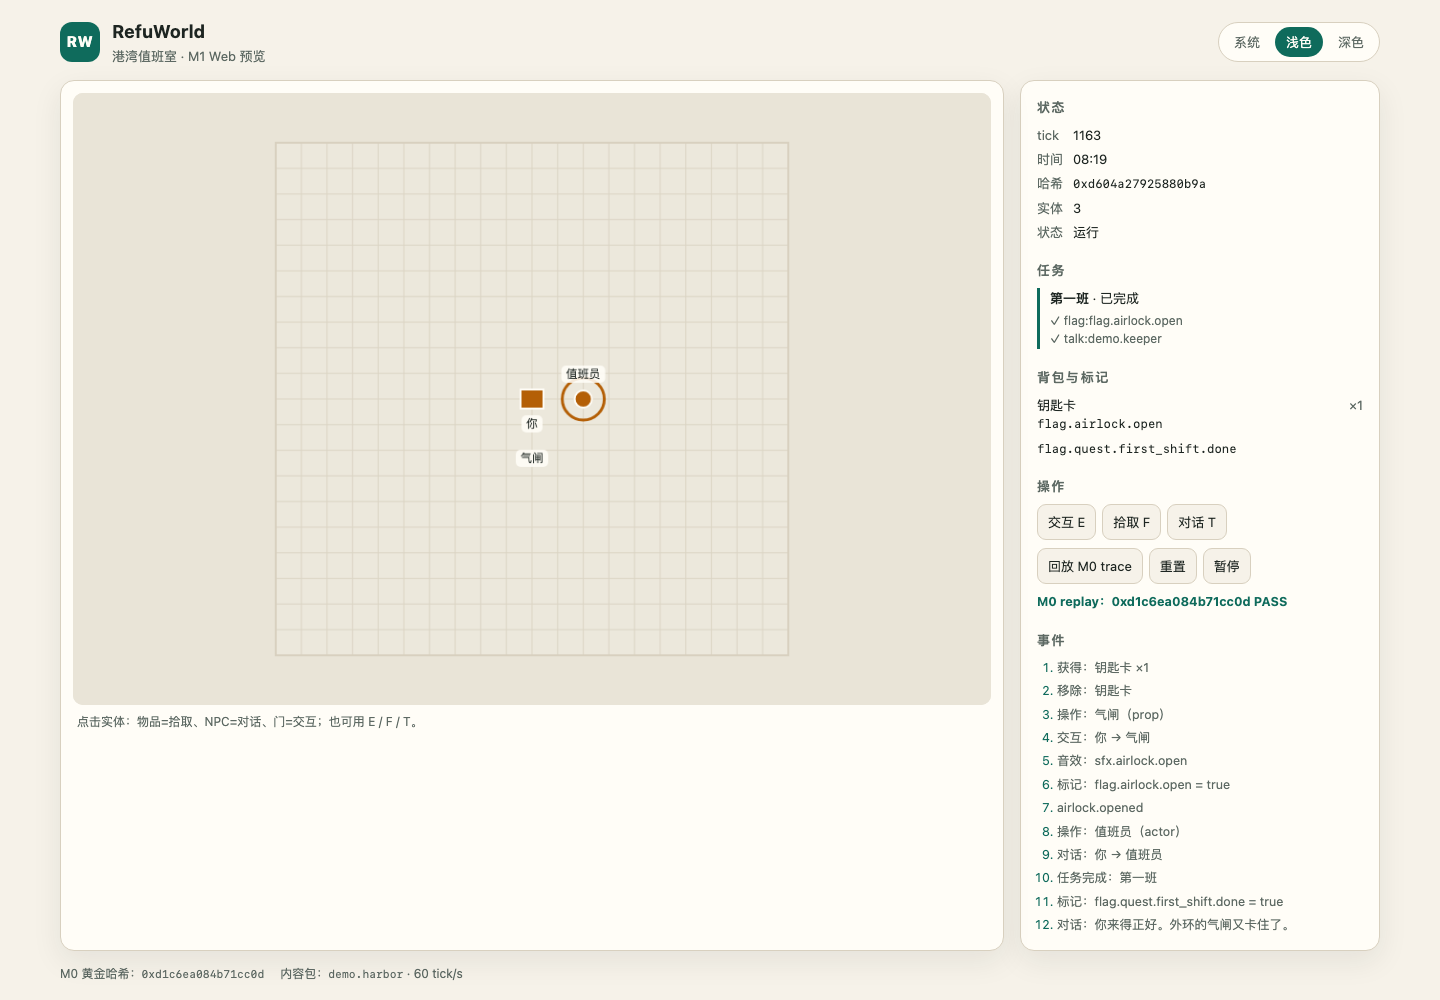 RW
RefuWorld
港湾值班室 · M1 Web 预览
系统 浅色 深色
值班员
你
气闸
点击实体：物品=拾取、NPC=对话、门=交互；也可用 E / F / T。
状态
tick 1163
时间 08:19
哈希 0xd604a27925880b9a
实体 3
状态 运行
任务
第一班 · 已完成
✓ flag:flag.airlock.open
✓ talk:demo.keeper
背包与标记
钥匙卡 ×1
flag.airlock.open
flag.quest.first_shift.done
操作
交互 E 拾取 F 对话 T
回放 M0 trace 重置 暂停
M0 replay：0xd1c6ea084b71cc0d PASS
事件
1. 获得：钥匙卡 ×1
2. 移除：钥匙卡
3. 操作：气闸（prop）
4. 交互：你 → 气闸
5. 音效：sfx.airlock.open
6. 标记：flag.airlock.open = true
7. airlock.opened
8. 操作：值班员（actor）
9. 对话：你 → 值班员
10. 任务完成：第一班
11. 标记：flag.quest.first_shift.done = true
12. 对话：你来得正好。外环的气闸又卡住了。
M0 黄金哈希：0xd1c6ea084b71cc0d 内容包：demo.harbor · 60 tick/s